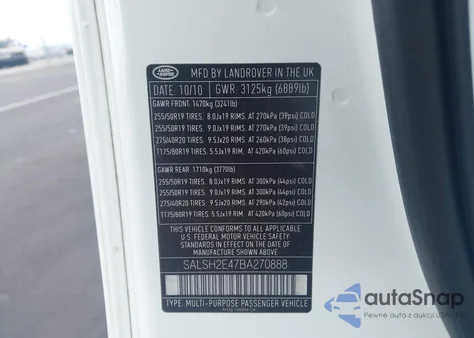 LAND ROVER
MFD BY LANDROVER IN THE UK
DATE: 10/10 GWR: 3125kg (6889lb)
GAWR FRONT: 1470kg (3241lb)
255/50R19 TIRES. 8.0Jx19 RIMS. AT 270kPa (39psi) COLD
255/50R19 TIRES. 9.0Jx19 RIMS. AT 270kPa (39psi) COLD
275/40R20 TIRES. 9.5Jx20 RIMS. AT 260kPa (38psi) COLD
T175/80R19 TIRES. 5.5Jx19 RIMS. AT 420kPa (60psi) COLD
GAWR REAR: 1710kg (3770lb)
255/50R19 TIRES. 8.0Jx19 RIMS. AT 300kPa (44psi) COLD
255/50R19 TIRES. 9.0Jx19 RIMS. AT 300kPa (44psi) COLD
275/40R20 TIRES. 9.5Jx20 RIMS. AT 290kPa (42psi) COLD
T175/80R19 TIRES. 5.5Jx19 RIMS. AT 420kPa (60psi) COLD
THIS VEHICLE CONFORMS TO ALL APPLICABLE
U.S. FEDERAL MOTOR VEHICLE SAFETY
STANDARDS IN EFFECT ON THE DATE OF
MANUFACTURE SHOWN ABOVE.
SALSH2E47BA270888
TYPE: MULTI-PURPOSE PASSENGER VEHICLE
autoSnap
Pewne auta z USA